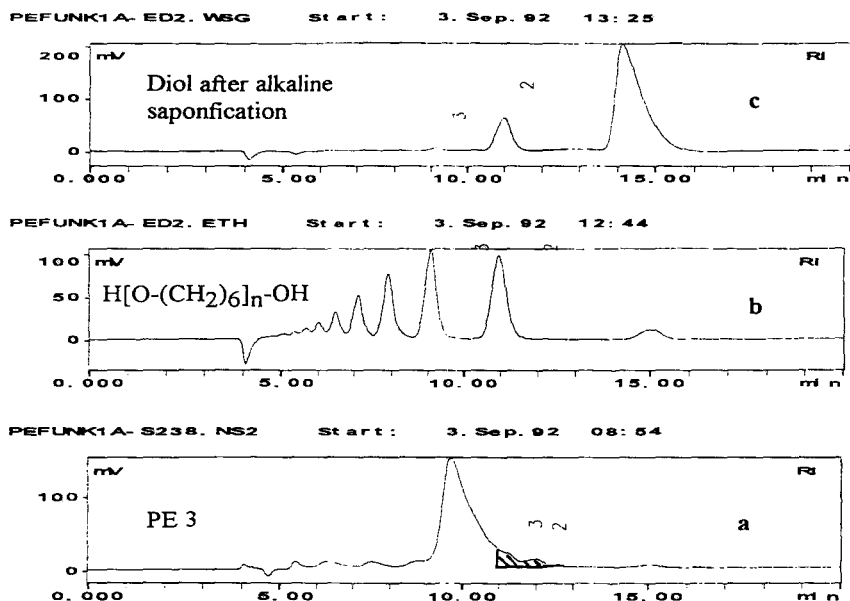 PEFUNK1A-ED2. WSG Start: 3. Sep. 92 13:25
200 mV RI
Diol after alkaline
saponfication
2
c
100
3
0
0.000 5.00 10.00 15.00 min
PEFUNK1A-ED2. ETH Start: 3. Sep. 92 12:44
3 2
100 mV RI
H[O-(CH2)6]n-OH
b
50
0
0.000 5.00 10.00 15.00 min
PEFUNK1A-S238. NS2 Start: 3. Sep. 92 08:54
mV RI
100
PE 3
3 2
a
0
0.000 5.00 10.00 15.00 min